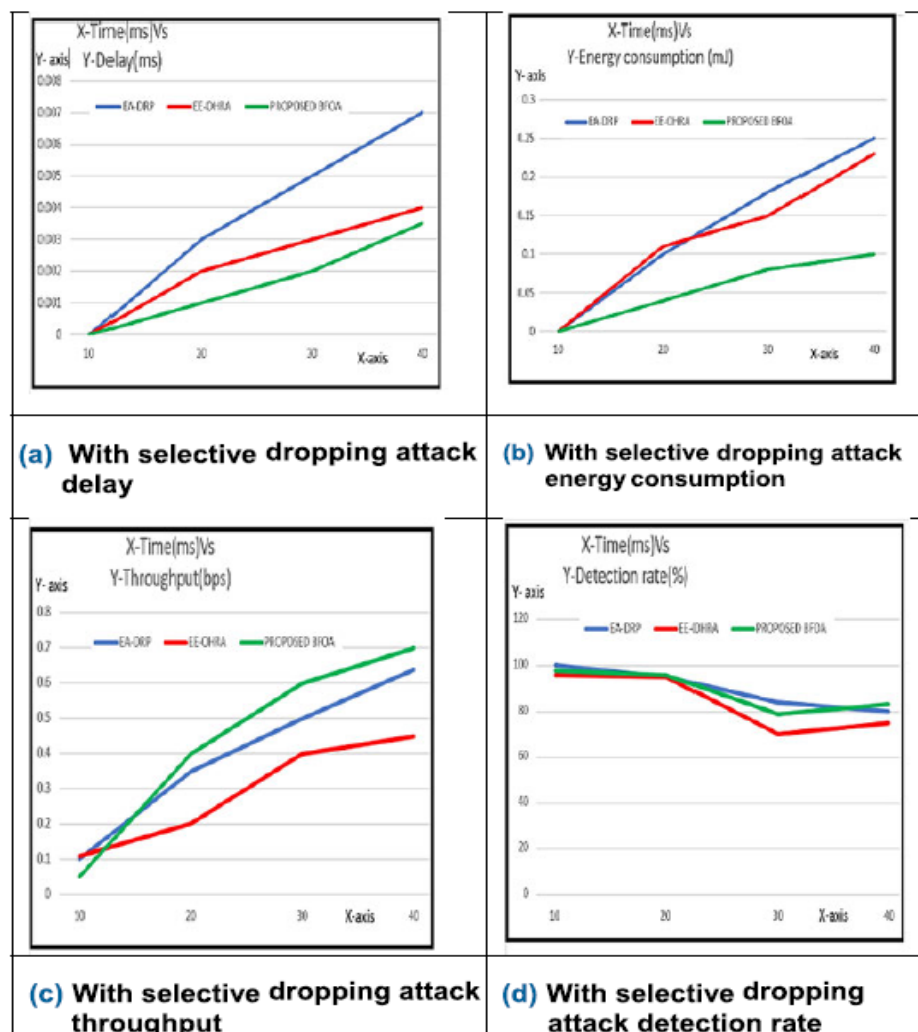 X-Time(ms)Vs
Y- axis Y-Delay(ms)
0.008
EA-DRP EE-DHRA PROPOSED BFOA
0.007
0.006
0.005
0.004
0.003
0.002
0.001
0
10 20 30 40
X-axis
X-Time(ms)Vs
Y-Energy consumption (mJ)
Y- axis
0.3
EA-DRP EE-DHRA PROPOSED BFOA
0.25
0.2
0.15
0.1
0.05
0
10 20 30 40
X-axis
(a) With selective dropping attack
delay
(b) With selective dropping attack
energy consumption
X-Time(ms)Vs
Y- axis Y-Throughput(bps)
0.8
EA-DRP EE-DHRA PROPOSED BFOA
0.7
0.6
0.5
0.4
0.3
0.2
0.1
0
10 20 30 X-axis 40
X-Time(ms)Vs
Y-Detection rate(%)
Y- axis
120
EA-DRP EE-DHRA PROPOSED BFOA
100
80
60
40
20
0
10 20 30 X-axis 40
(c) With selective dropping attack
throughput
(d) With selective dropping
attack detection rate